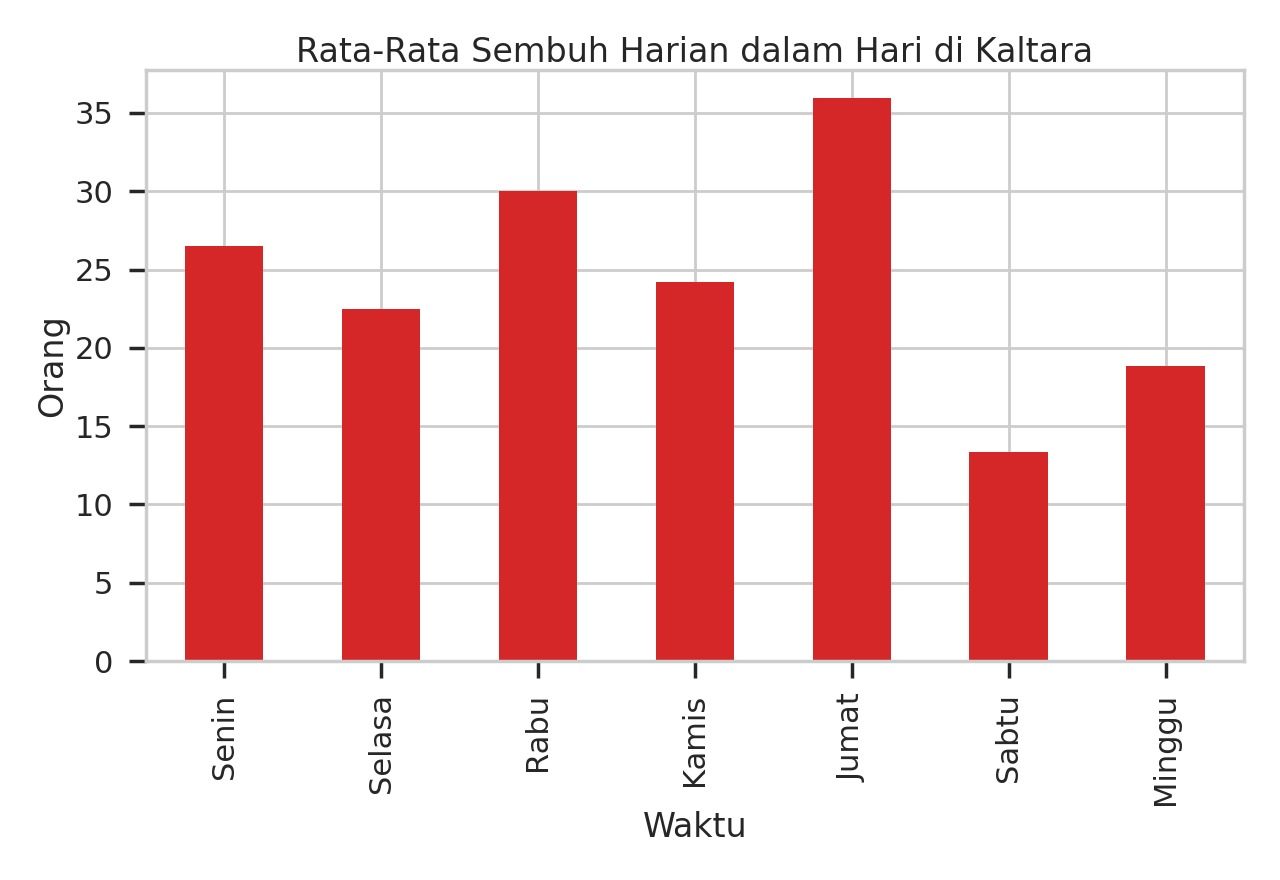 Rata-Rata Sembuh Harian dalam Hari di Kaltara
Orang
35
30
25
20
15
10
5
0
Senin
Selasa
Rabu
Kamis
Jumat
Sabtu
Minggu
Waktu